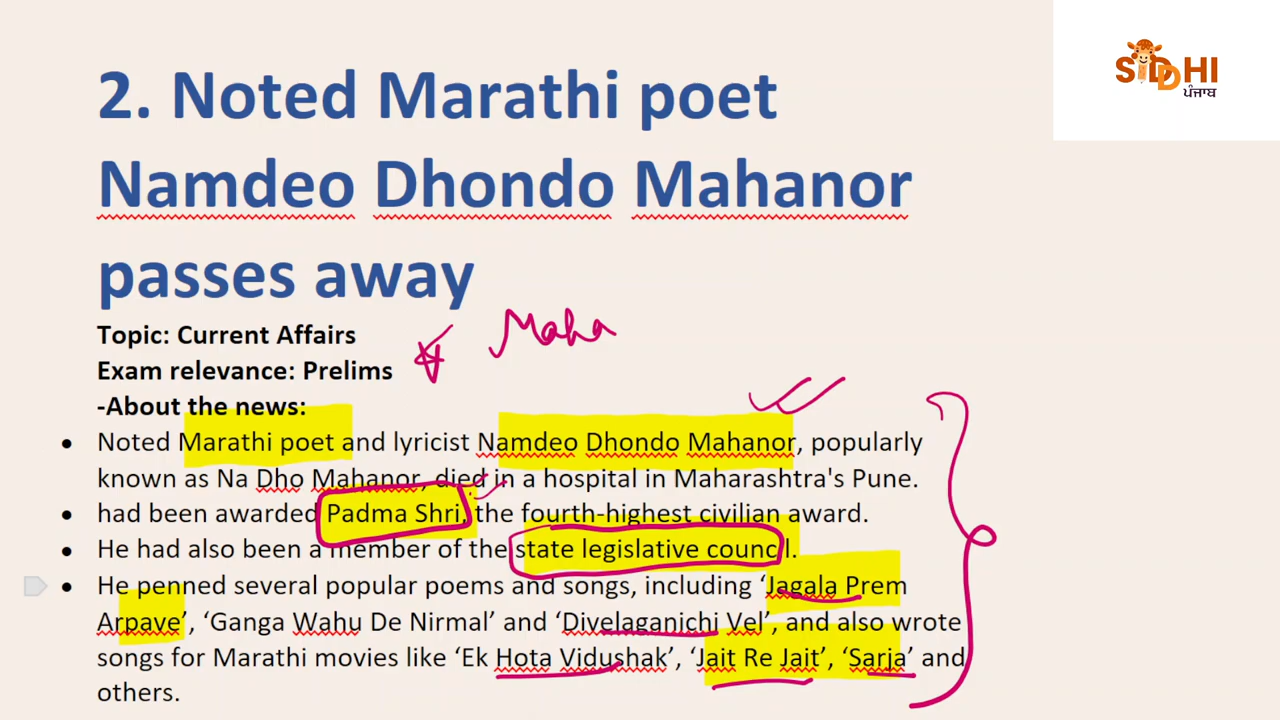 SIDDHI
ਪੰਜਾਬ
2. Noted Marathi poet
Namdeo Dhondo Mahanor
passes away
Topic: Current Affairs
Maha
Exam relevance: Prelims
-About the news:
• Noted Marathi poet and lyricist Namdeo Dhondo Mahanor, popularly
known as Na Dho Mahanor, died in a hospital in Maharashtra's Pune.
• had been awarded Padma Shri, the fourth-highest civilian award.
• He had also been a member of the state legislative council.
• He penned several popular poems and songs, including ‘Jagala Prem
Arpave’, ‘Ganga Wahu De Nirmal’ and ‘Divelaganichi Vel’, and also wrote
songs for Marathi movies like ‘Ek Hota Vidushak’, ‘Jait Re Jait’, ‘Sarja’ and
others.